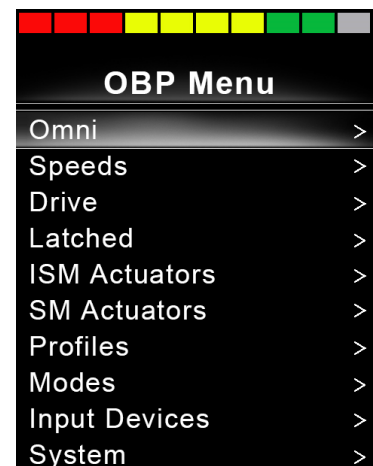 OBP Menu
Omni >
Speeds >
Drive >
Latched >
ISM Actuators >
SM Actuators >
Profiles >
Modes >
Input Devices >
System >